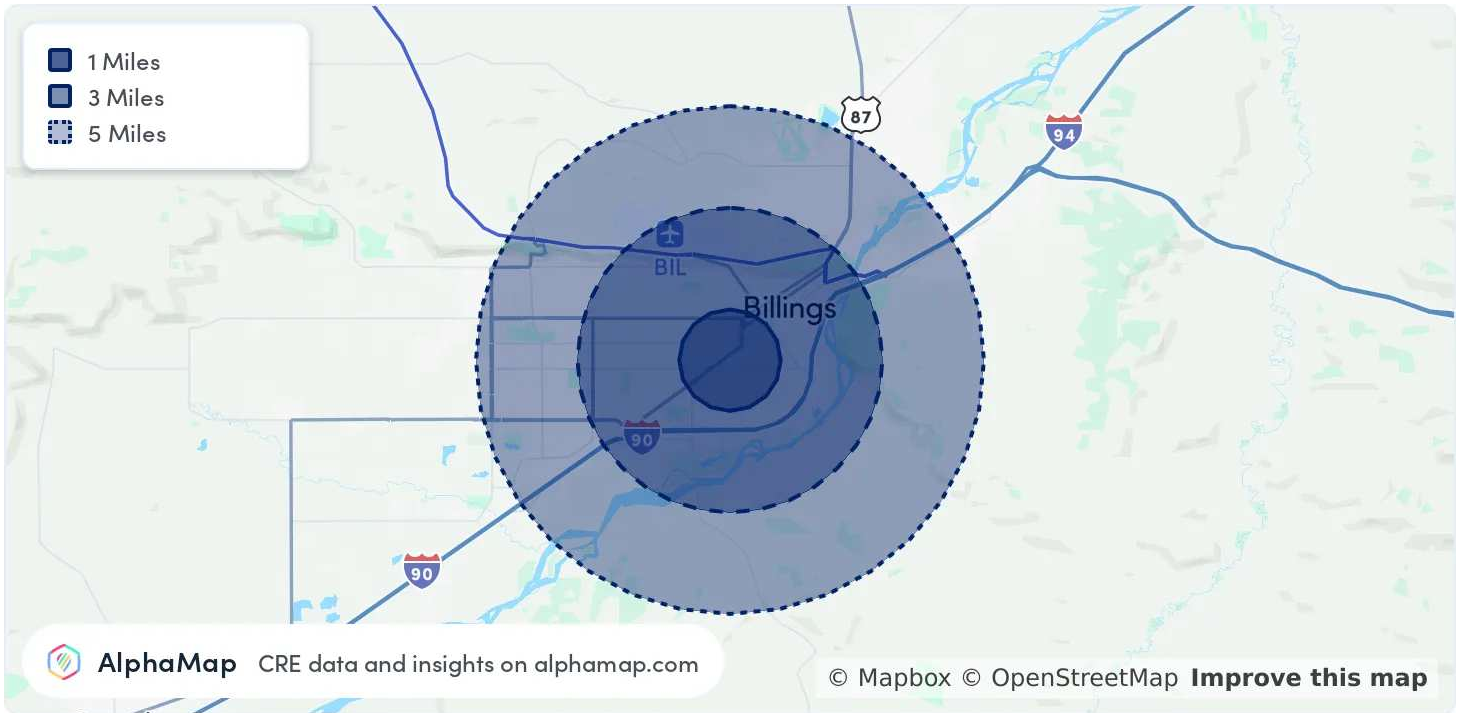 1 Miles
3 Miles
5 Miles
87
94
BIL
Billings
90
90
AlphaMap CRE data and insights on alphamap.com
© Mapbox © OpenStreetMap Improve this map